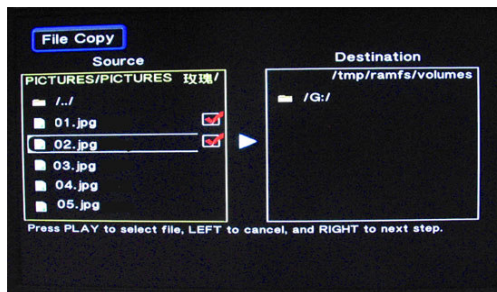 File Copy
Source
PICTURES/PICTURES 玫瑰/
/../
01.jpg
02.jpg
03.jpg
04.jpg
05.jpg
Destination
/tmp/ramfs/volumes
/G:/
Press PLAY to select file, LEFT to cancel, and RIGHT to next step.